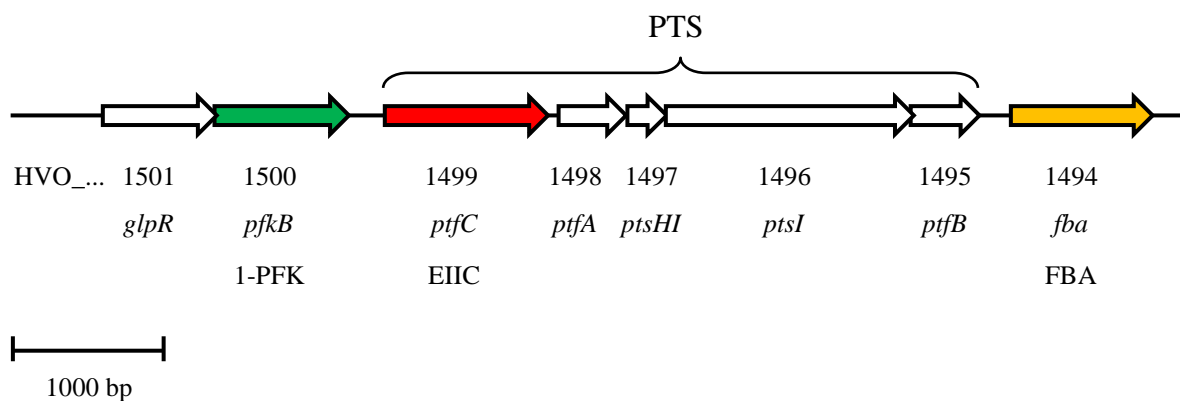 PTS
HVO_... 1501 1500 1499 1498 1497 1496 1495 1494
glpR pfkB ptfC ptfA ptsHI ptsI ptfB fba
1-PFK EIIC FBA
1000 bp